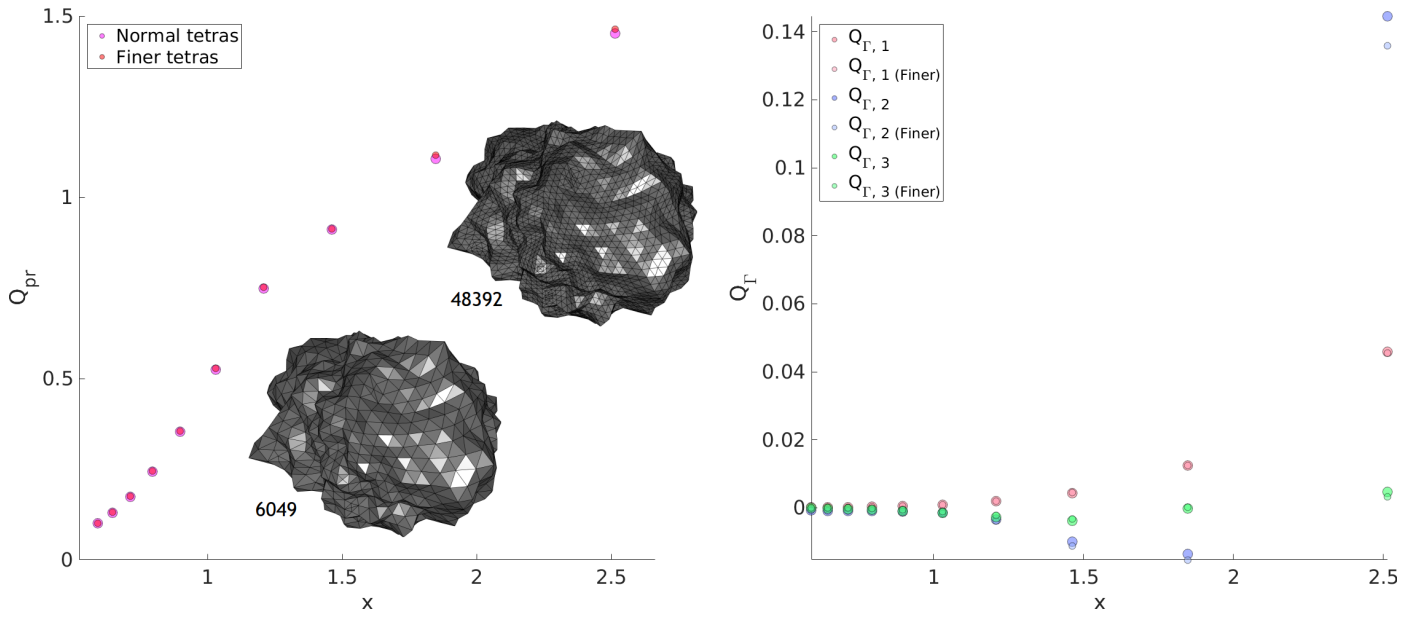 1.5
1
0.5
0
Q_pr
Normal tetras
Finer tetras
48392
6049
1
1.5
2
2.5
x
0.14
0.12
0.1
0.08
0.06
0.04
0.02
0
Q_Γ
Q_Γ, 1
Q_Γ, 1 (Finer)
Q_Γ, 2
Q_Γ, 2 (Finer)
Q_Γ, 3
Q_Γ, 3 (Finer)
1
1.5
2
2.5
x